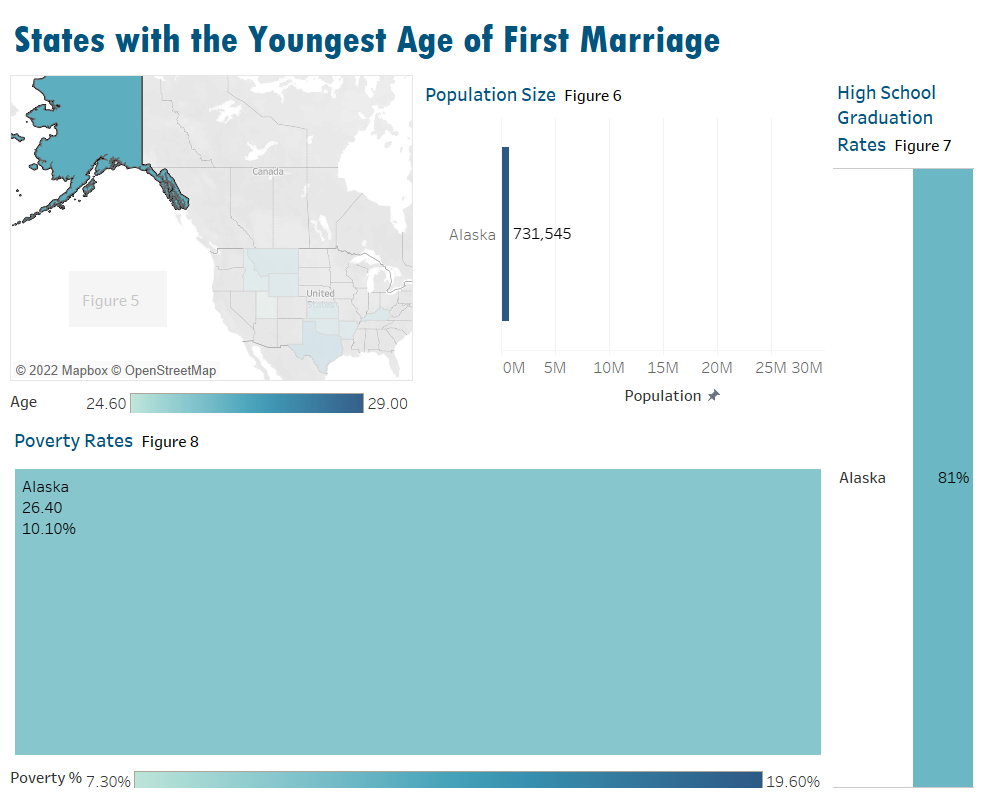 States with the Youngest Age of First Marriage
Canada
United
States
Figure 5
© 2022 Mapbox © OpenStreetMap
Age 24.60 29.00
Population Size Figure 6
Alaska 731,545
0M 5M 10M 15M 20M 25M 30M
Population
High School
Graduation
Rates Figure 7
Alaska 81%
Poverty Rates Figure 8
Alaska
26.40
10.10%
Poverty % 7.30% 19.60%